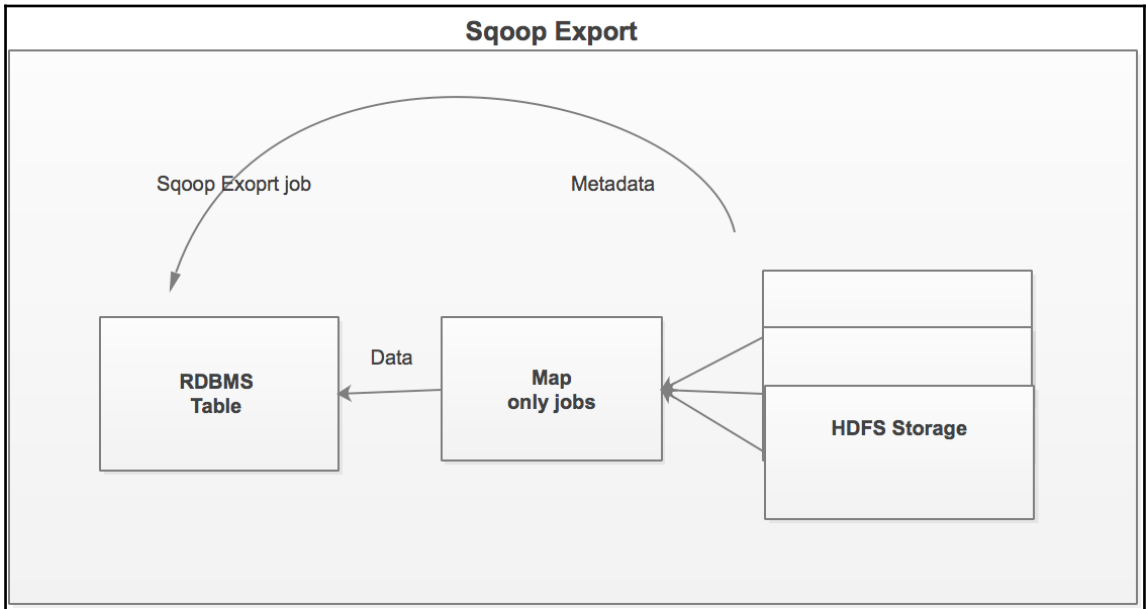 Sqoop Export
Sqoop Exoprt job
Metadata
Data
RDBMS
Table
Map
only jobs
HDFS Storage